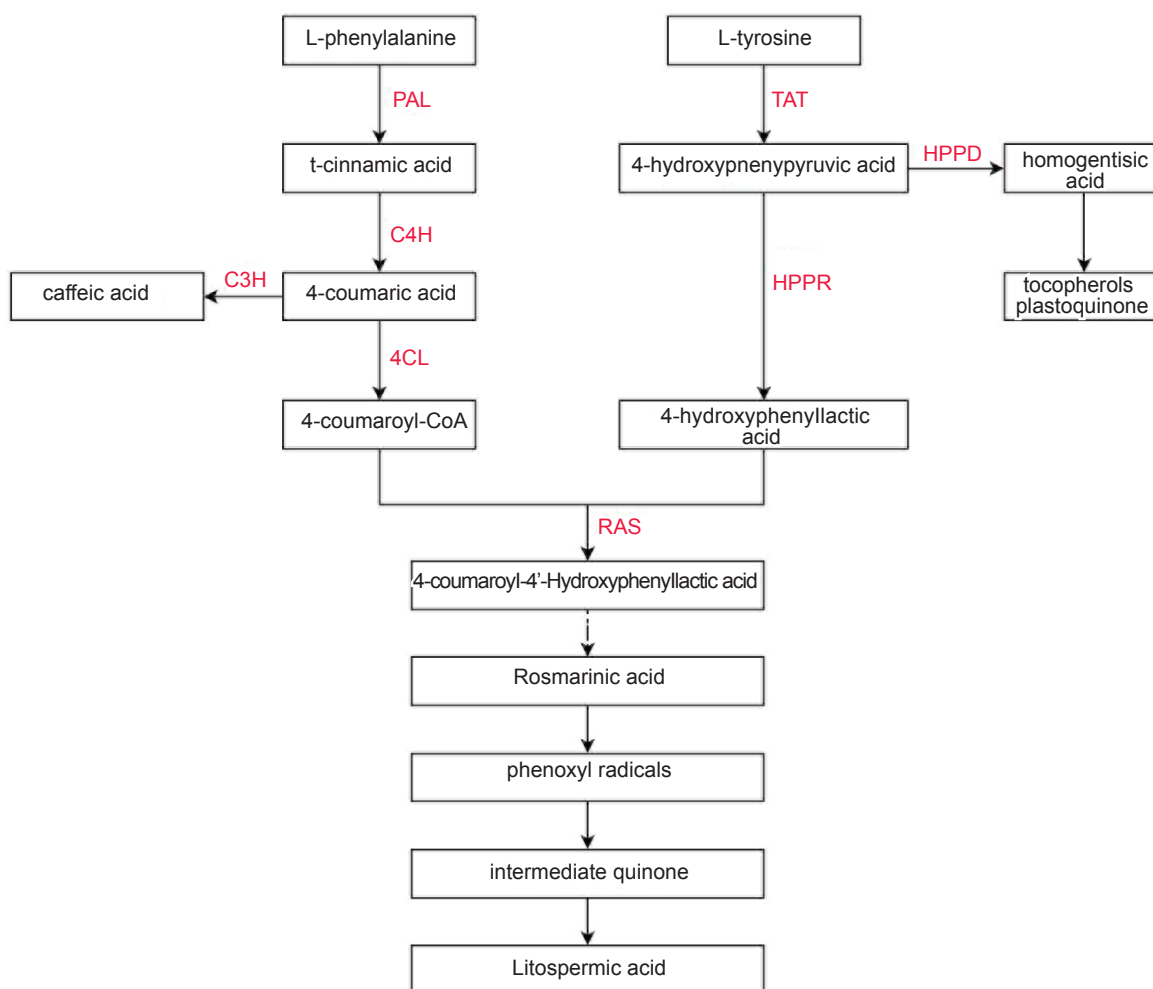 L-phenylalanine
L-tyrosine
PAL
TAT
t-cinnamic acid
4-hydroxypnenypyruvic acid
HPPD
homogentisic
acid
C4H
C3H
HPPR
caffeic acid
4-coumaric acid
tocopherols
plastoquinone
4CL
4-coumaroyl-CoA
4-hydroxyphenyllactic
acid
RAS
4-coumaroyl-4'-Hydroxyphenyllactic acid
Rosmarinic acid
phenoxyl radicals
intermediate quinone
Litospermic acid